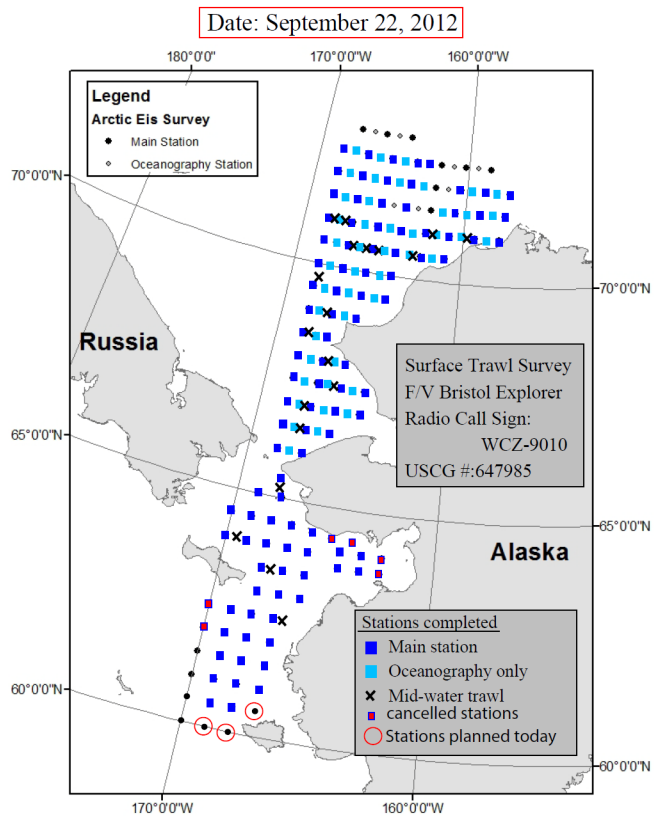 Date: September 22, 2012
180°0'0"W
170°0'0"W
160°0'0"W
Legend
Arctic Eis Survey
Main Station
Oceanography Station
70°0'0"N
70°0'0"N
Russia
Surface Trawl Survey
F/V Bristol Explorer
Radio Call Sign:
WCZ-9010
USCG #:647985
65°0'0"N
65°0'0"N
Alaska
Stations completed
Main station
Oceanography only
Mid-water trawl
cancelled stations
Stations planned today
60°0'0"N
60°0'0"N
170°0'0"W
160°0'0"W